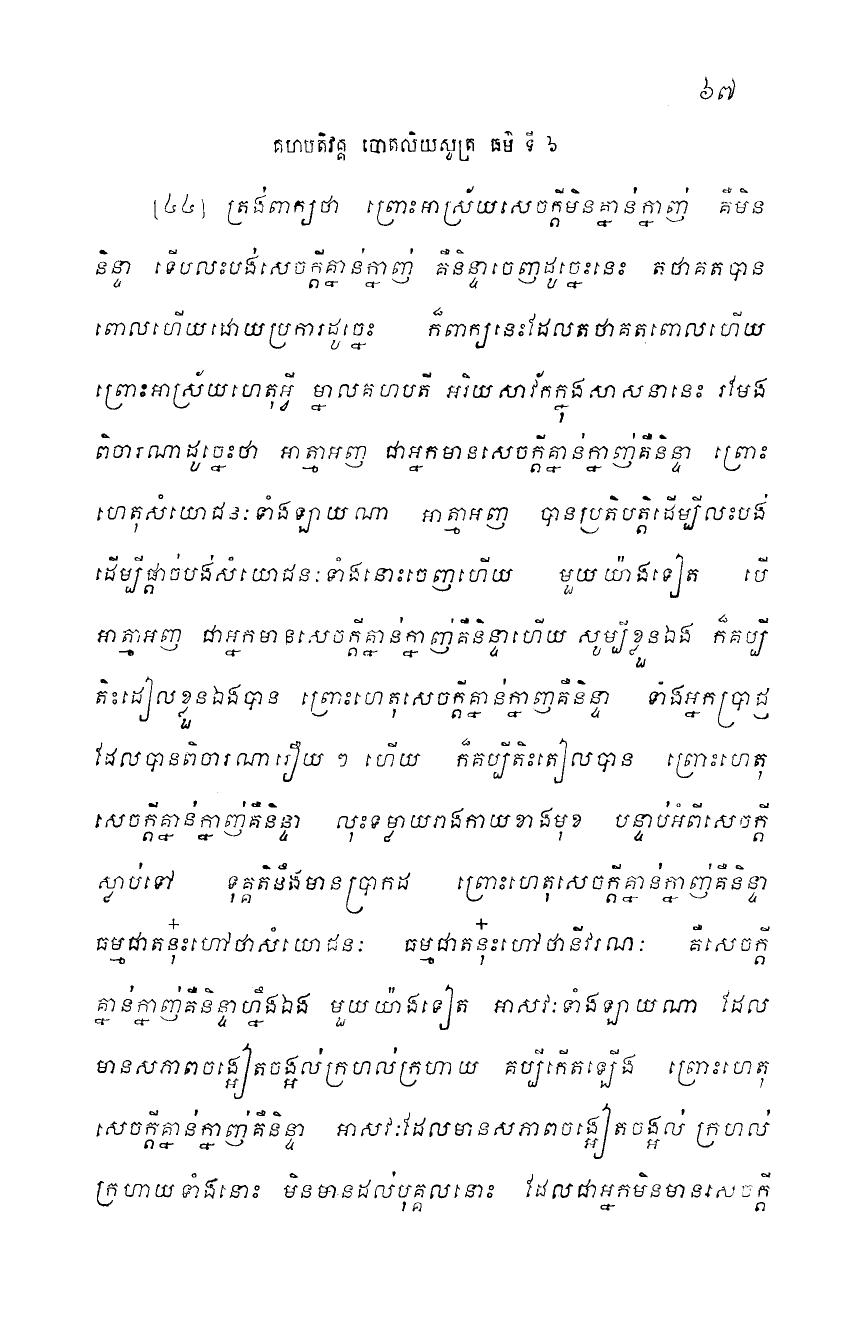 ៦៧
គហបតិវគ្គ បោតលិយសូត្រ ធម៌ ទី ៦
[៤៤] ត្រង់ពាក្យថា ព្រោះអាស្រ័យសេចក្តីមិនគ្នាន់ក្នាញ់ គឺមិន
និន្ទា ទើបលះបង់សេចក្តីគ្នាន់ក្នាញ់ គឺនិន្ទាចេញដូច្នេះនេះ តថាគតបាន
ពោលហើយដោយប្រការដូច្នេះ ក៏ពាក្យនេះដែលតថាគតពោលហើយ
ព្រោះអាស្រ័យហេតុអ្វី ម្នាលគហបតី អរិយសាវ័កក្នុងសាសនានេះ រមែង
ពិចារណាដូច្នេះថា អាត្មាអញ ជាអ្នកមានសេចក្តីគ្នាន់ក្នាញ់គឺនិន្ទា ព្រោះ
ហេតុសំយោជនៈទាំងឡាយណា អាត្មាអញ បានប្រតិបត្តិដើម្បីលះបង់
ដើម្បីផ្តាច់បង់សំយោជនៈទាំងនោះចេញហើយ មួយយ៉ាងទៀត បើ
អាត្មាអញ ជាអ្នកមានសេចក្តីគ្នាន់ក្នាញ់គឺនិន្ទាហើយ សូម្បីខ្លួនឯង ក៏គប្បី
តិះដៀលខ្លួនឯងបាន ព្រោះហេតុសេចក្តីគ្នាន់ក្នាញគឺនិន្ទា ទាំងអ្នកប្រាជ្ញ
ដែលបានពិចារណារឿយ ៗ ហើយ ក៏គប្បីតិះតៀលបាន ព្រោះហេតុ
សេចក្តីគ្នាន់ក្នាញ់គឺនិន្ទា លុះទម្លាយរាងកាយខាងមុខ បន្ទាប់អំពីសេចក្តី
ស្លាប់ទៅ ទុគ្គតិនឹងមានប្រាកដ ព្រោះហេតុសេចក្តីគ្នាន់ក្នាញ់គឺនិន្ទា
ធម្មជាតនុ៎ះហៅថាសំយោជនៈ ធម្មជាតនុ៎ះហៅថានីវរណៈ គឺសេចក្តី
គ្នាន់ក្នាញ់គឺនិន្ទាហ្នឹងឯង មួយយ៉ាងទៀត អាសវៈទាំងឡាយណា ដែល
មានសភាពចង្អៀតចង្អល់ក្រហល់ក្រហាយ គប្បីកើតឡើង ព្រោះហេតុ
សេចក្តីគ្នាន់ក្នាញ់គឺនិន្ទា អាសវៈដែលមានសភាពចង្អៀតចង្អល់ ក្រហល់
ក្រហាយទាំងនោះ មិនមានដល់បុគ្គលនោះ ដែលជាអ្នកមិនមានសេចក្តី